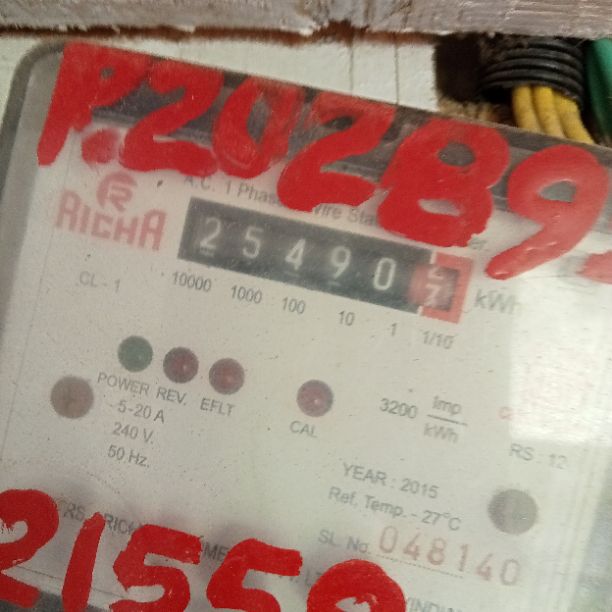 P.20289
A.C. 1 Phase Wire
RICHA
25490
kWh
CL-1
10000 1000 100 10 1 1/10
POWER REV. EFLT
CAL
3200 Imp/kWh
5-20 A
240 V.
50 Hz.
RS : 12
YEAR : 2015
Ref. Temp. - 27°C
SL. No. 048140